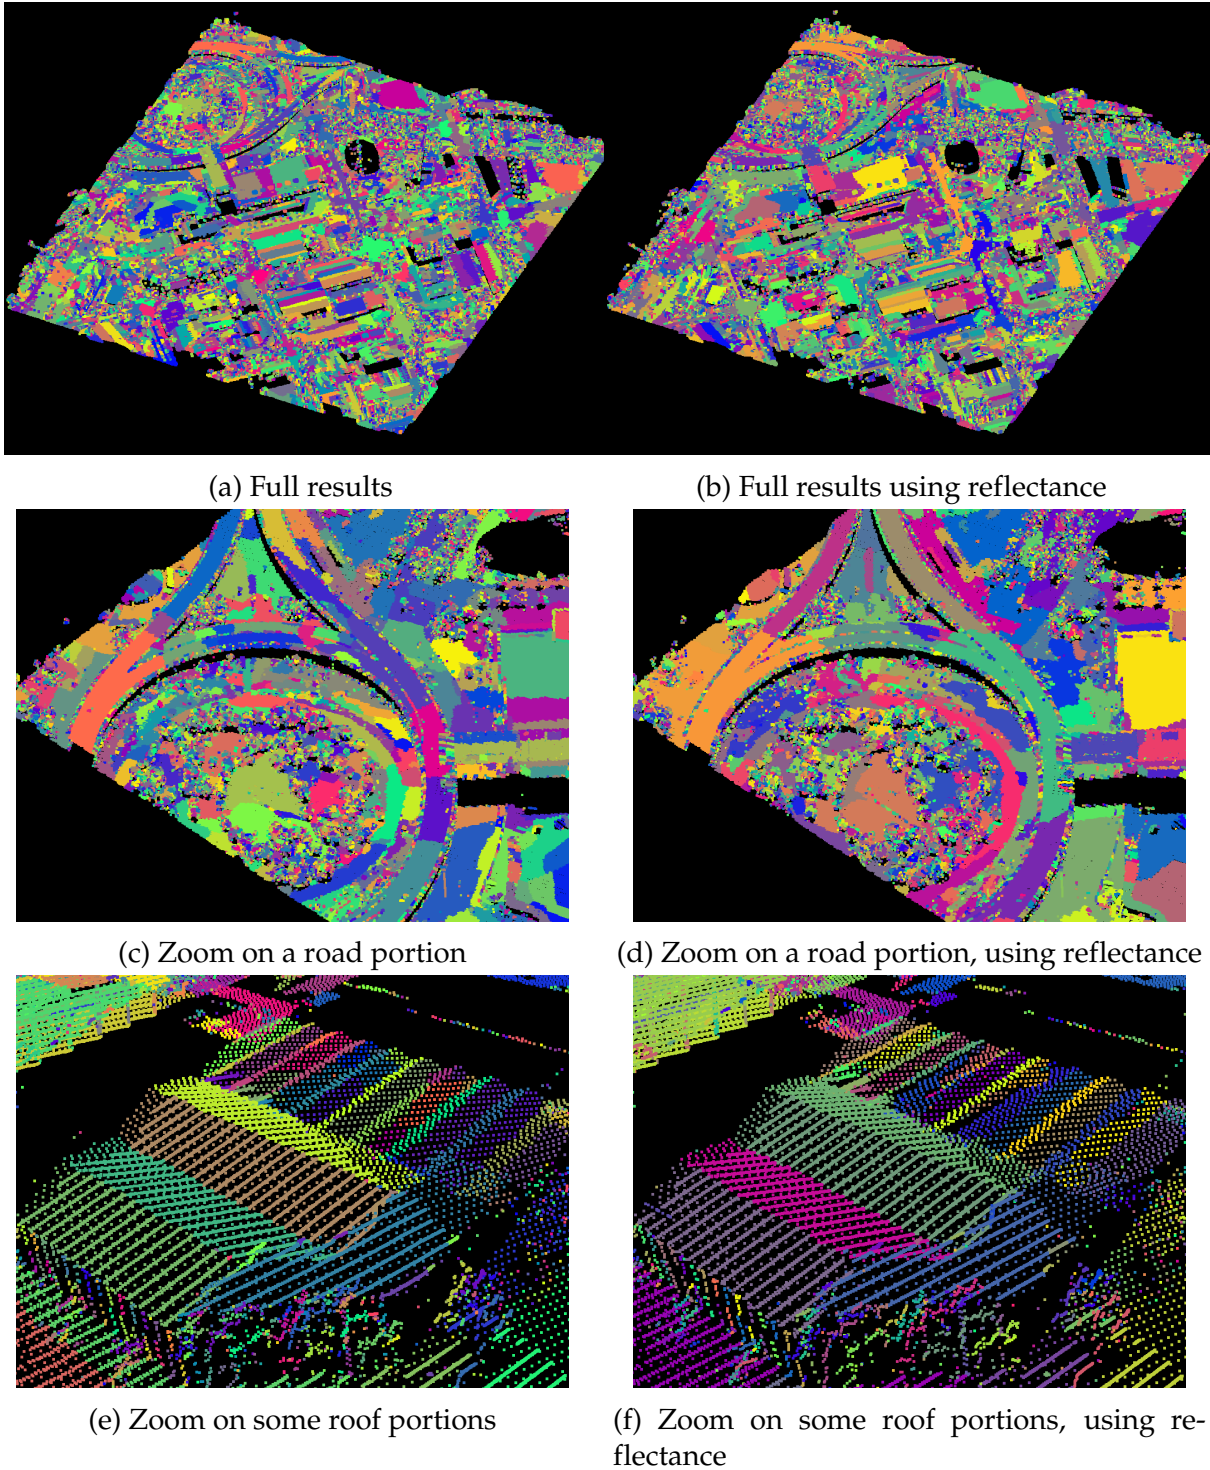 (a) Full results
(b) Full results using reflectance
(c) Zoom on a road portion
(d) Zoom on a road portion, using reflectance
(e) Zoom on some roof portions
(f) Zoom on some roof portions, using re-
flectance